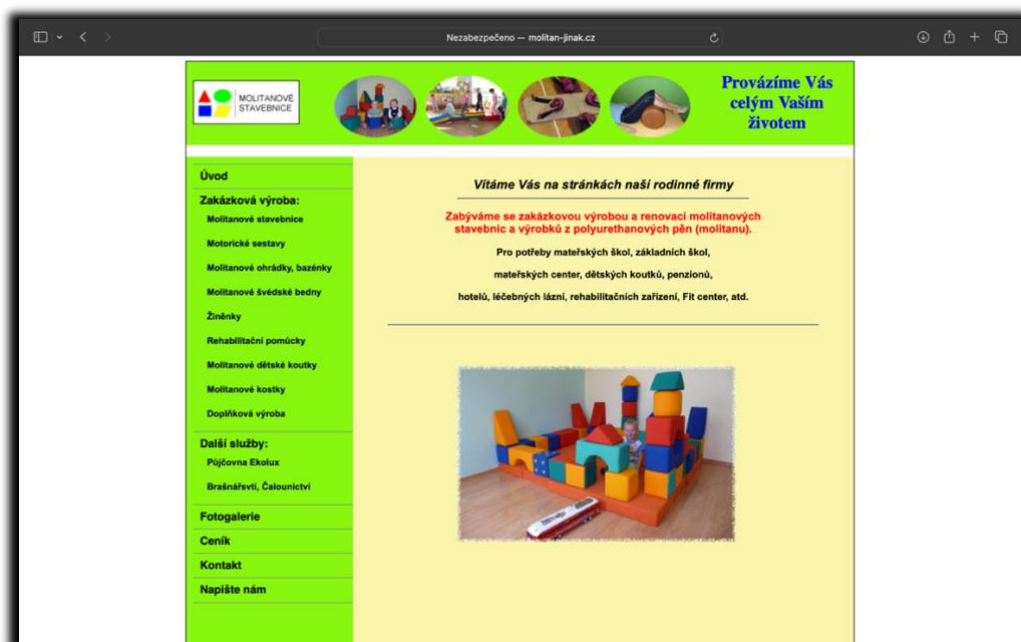 Nezabezpečeno — molitan-jinak.cz
MOLITANOVÉ
STAVEBNICE
Provázíme Vás
celým Vaším
životem
Úvod
Zakázková výroba:
Molitanové stavebnice
Motorické sestavy
Molitanové ohrádky, bazénky
Molitanové švédské bedny
Žiněnky
Rehabilitační pomůcky
Molitanové dětské koutky
Molitanové kostky
Doplňková výroba
Další služby:
Půjčovna Ekolux
Brašnářsvtí, Čalounictví
Fotogalerie
Ceník
Kontakt
Napište nám
Vítáme Vás na stránkách naší rodinné firmy
Zabýváme se zakázkovou výrobou a renovací molitanových
stavebnic a výrobků z polyurethanových pěn (molitanu).
Pro potřeby mateřských škol, základních škol,
mateřských center, dětských koutků, penzionů,
hotelů, léčebných lázní, rehabilitačních zařízení, Fit center, atd.